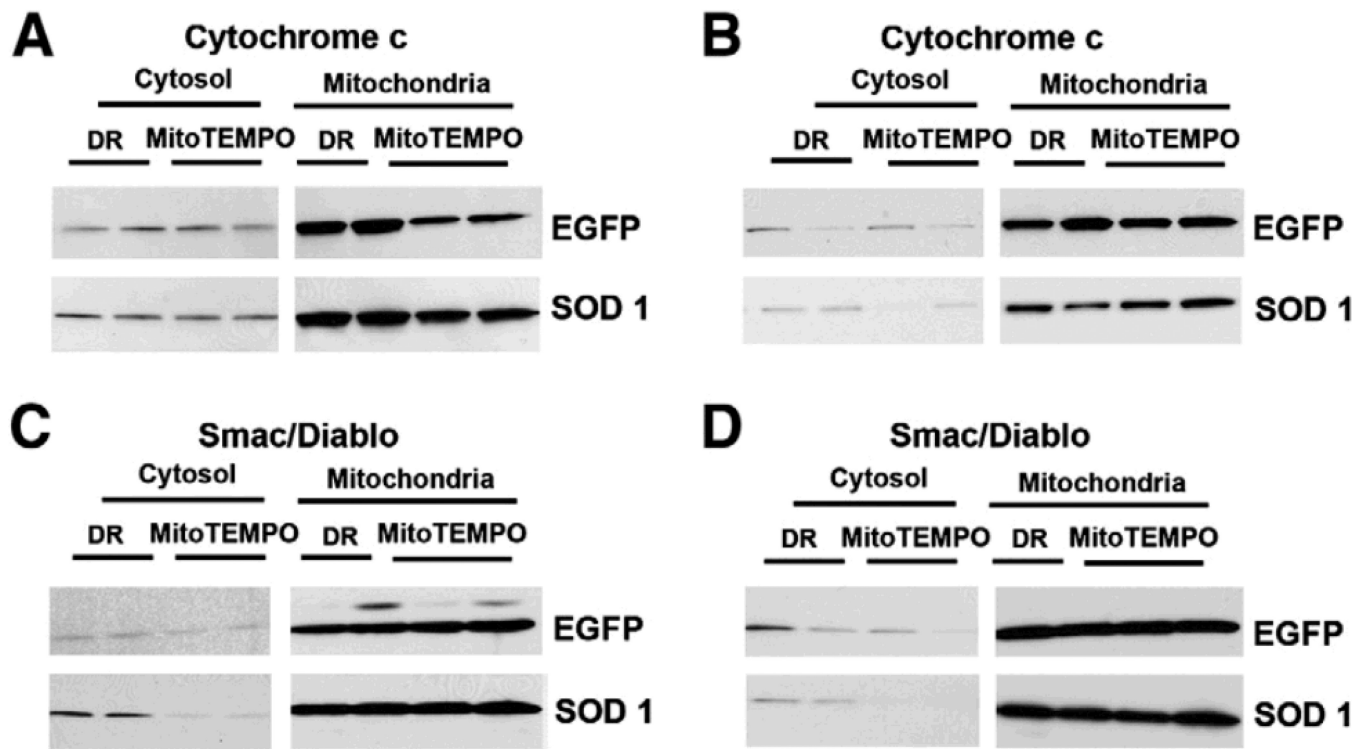 A
Cytochrome c
Cytosol
Mitochondria
DR
MitoTEMPO
DR
MitoTEMPO
EGFP
SOD 1
B
Cytochrome c
Cytosol
Mitochondria
DR
MitoTEMPO
DR
MitoTEMPO
EGFP
SOD 1
C
Smac/Diablo
Cytosol
Mitochondria
DR
MitoTEMPO
DR
MitoTEMPO
EGFP
SOD 1
D
Smac/Diablo
Cytosol
Mitochondria
DR
MitoTEMPO
DR
MitoTEMPO
EGFP
SOD 1